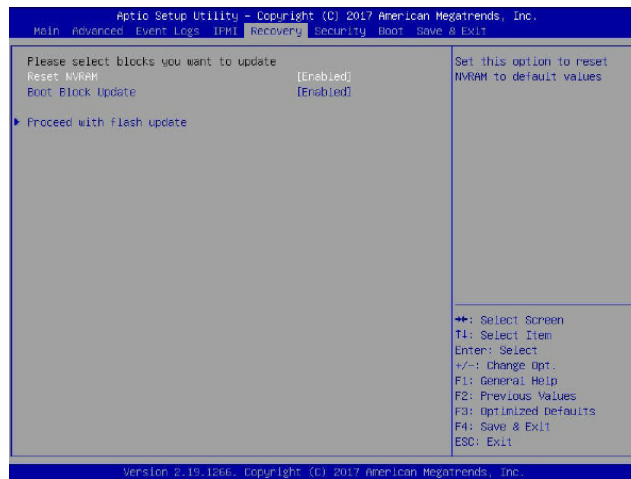 Aptio Setup Utility – Copyright (C) 2017 American Megatrends, Inc.
Main Advanced Event Logs IPMI Recovery Security Boot Save & Exit
Please select blocks you want to update
Reset NVRAM [Enabled]
Boot Block Update [Enabled]
Proceed with flash update
Set this option to reset
NVRAM to default values
→←: Select Screen
↑↓: Select Item
Enter: Select
+/-: Change Opt.
F1: General Help
F2: Previous Values
F3: Optimized Defaults
F4: Save & Exit
ESC: Exit
Version 2.19.1266. Copyright (C) 2017 American Megatrends, Inc.